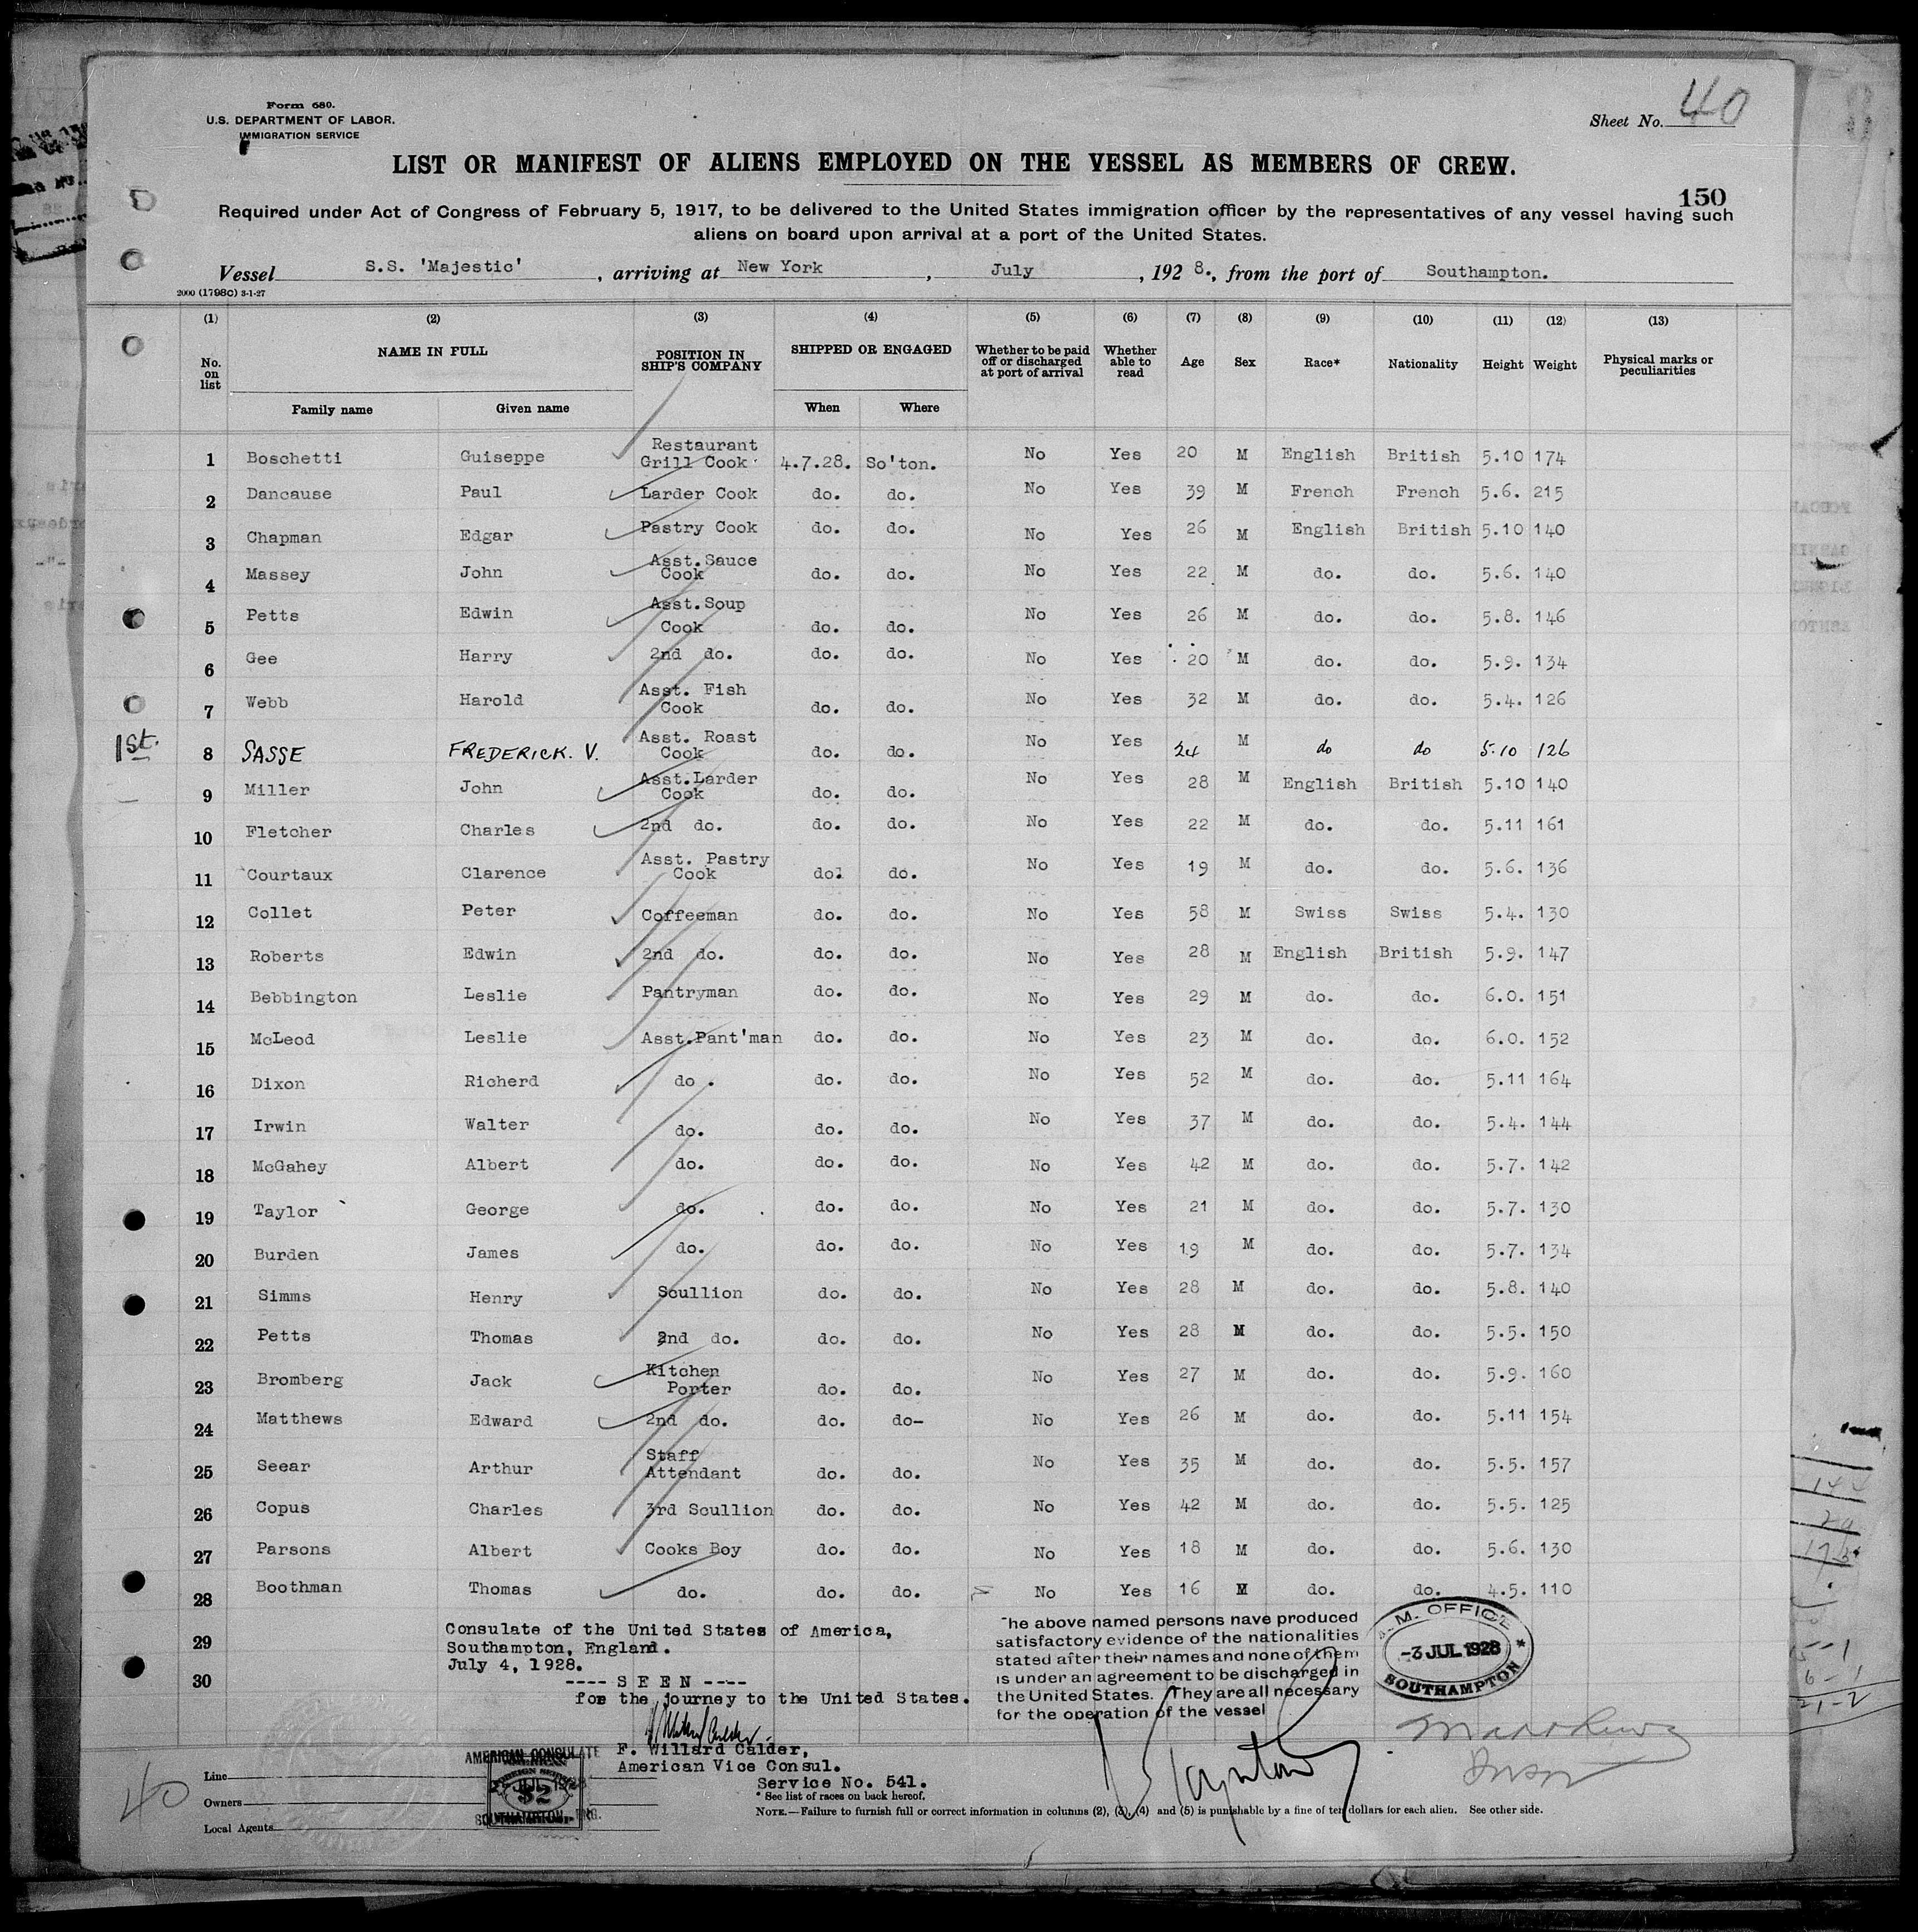 Form 680.
U.S. DEPARTMENT OF LABOR.
IMMIGRATION SERVICE
Sheet No. 40
LIST OR MANIFEST OF ALIENS EMPLOYED ON THE VESSEL AS MEMBERS OF CREW.
150
Required under Act of Congress of February 5, 1917, to be delivered to the United States immigration officer by the representatives of any vessel having such
aliens on board upon arrival at a port of the United States.
Vessel S.S. 'Majestic' , arriving at New York , July , 192 8., from the port of Southampton.
2000 (1798c) 3-1-27
(1) (2) (3) (4) (5) (6) (7) (8) (9) (10) (11) (12) (13)
No. on list NAME IN FULL POSITION IN SHIP'S COMPANY SHIPPED OR ENGAGED Whether to be paid off or discharged at port of arrival Whether able to read Age Sex Race* Nationality Height Weight Physical marks or peculiarities
Family name Given name When Where
1 Boschetti Guiseppe Restaurant Grill Cook 4.7.28. So'ton. No Yes 20 M English British 5.10 174
2 Dancause Paul Larder Cook do. do. No Yes 39 M French French 5.6. 215
3 Chapman Edgar Pastry Cook do. do. No Yes 26 M English British 5.10 140
4 Massey John Asst.Sauce Cook do. do. No Yes 22 M do. do. 5.6. 140
5 Petts Edwin Asst.Soup Cook do. do. No Yes 26 M do. do. 5.8. 146
6 Gee Harry 2nd do. do. do. No Yes 20 M do. do. 5.9. 134
7 Webb Harold Asst. Fish Cook do. do. No Yes 32 M do. do. 5.4. 126
1st. 8 SASSE FREDERICK. V. Asst. Roast Cook do. do. No Yes 24 M do do 5.10 126
9 Miller John Asst.Larder Cook do. do. No Yes 28 M English British 5.10 140
10 Fletcher Charles 2nd do. do. do. No Yes 22 M do. do. 5.11 161
11 Courtaux Clarence Asst. Pastry Cook do. do. No Yes 19 M do. do. 5.6. 136
12 Collet Peter Coffeeman do. do. No Yes 58 M Swiss Swiss 5.4. 130
13 Roberts Edwin 2nd do. do. do. No Yes 28 M English British 5.9. 147
14 Bebbington Leslie Pantryman do. do. No Yes 29 M do. do. 6.0. 151
15 McLeod Leslie Asst.Pant'man do. do. No Yes 23 M do. do. 6.0. 152
16 Dixon Richerd do. do. do. No Yes 52 M do. do. 5.11 164
17 Irwin Walter do. do. do. No Yes 37 M do. do. 5.4. 144
18 McGahey Albert do. do. do. No Yes 42 M do. do. 5.7. 142
19 Taylor George do. do. do. No Yes 21 M do. do. 5.7. 130
20 Burden James do. do. do. No Yes 19 M do. do. 5.7. 134
21 Simms Henry Scullion do. do. No Yes 28 M do. do. 5.8. 140
22 Petts Thomas 2nd do. do. do. No Yes 28 M do. do. 5.5. 150
23 Bromberg Jack Kitchen Porter do. do. No Yes 27 M do. do. 5.9. 160
24 Matthews Edward 2nd do. do. do- No Yes 26 M do. do. 5.11 154
25 Seear Arthur Staff Attendant do. do. No Yes 35 M do. do. 5.5. 157
26 Copus Charles 3rd Scullion do. do. No Yes 42 M do. do. 5.5. 125
27 Parsons Albert Cooks Boy do. do. No Yes 18 M do. do. 5.6. 130
28 Boothman Thomas do. do. do. No Yes 16 M do. do. 4.5. 110
29
30
Consulate of the United States of America,
Southampton, England.
July 4, 1928.
---- S E E N ----
for the journey to the United States.
F. Willard Calder,
American Vice Consul.
Service No. 541.
he above named persons have produced
satisfactory evidence of the nationalities
stated after their names and none of them
is under an agreement to be discharged in
the United States. They are all necessary
for the operation of the vessel
M.M. OFFICE
-3 JUL 1928
SOUTHAMPTON
AMERICAN CONSULATE
FOREIGN SERVICE
JUL 1928
$2
SOUTHAMPTON, ENG.
40
Line
Owners
Local Agents
* See list of races on back hereof.
NOTE.—Failure to furnish full or correct information in columns (2), (3), (4) and (5) is punishable by a fine of ten dollars for each alien. See other side.